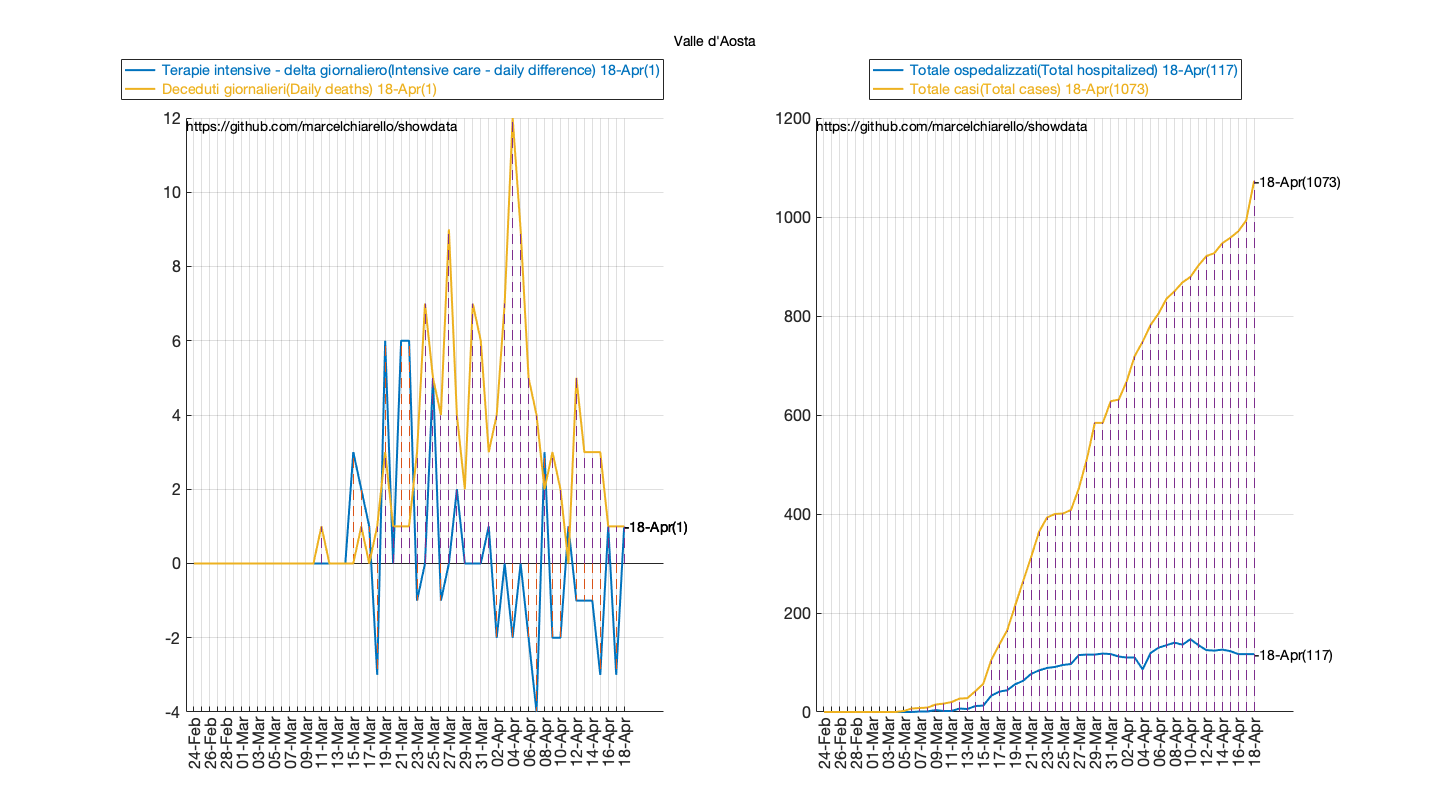 Valle d'Aosta
Terapie intensive - delta giornaliero(Intensive care - daily difference) 18-Apr(1)
Deceduti giornalieri(Daily deaths) 18-Apr(1)
https://github.com/marcelchiarello/showdata
12
10
8
6
4
2
0
-2
-4
18-Apr(1)
24-Feb
26-Feb
28-Feb
01-Mar
03-Mar
05-Mar
07-Mar
09-Mar
11-Mar
13-Mar
15-Mar
17-Mar
19-Mar
21-Mar
23-Mar
25-Mar
27-Mar
29-Mar
31-Mar
02-Apr
04-Apr
06-Apr
08-Apr
10-Apr
12-Apr
14-Apr
16-Apr
18-Apr
Totale ospedalizzati(Total hospitalized) 18-Apr(117)
Totale casi(Total cases) 18-Apr(1073)
https://github.com/marcelchiarello/showdata
1200
1000
800
600
400
200
0
18-Apr(1073)
18-Apr(117)
24-Feb
26-Feb
28-Feb
01-Mar
03-Mar
05-Mar
07-Mar
09-Mar
11-Mar
13-Mar
15-Mar
17-Mar
19-Mar
21-Mar
23-Mar
25-Mar
27-Mar
29-Mar
31-Mar
02-Apr
04-Apr
06-Apr
08-Apr
10-Apr
12-Apr
14-Apr
16-Apr
18-Apr